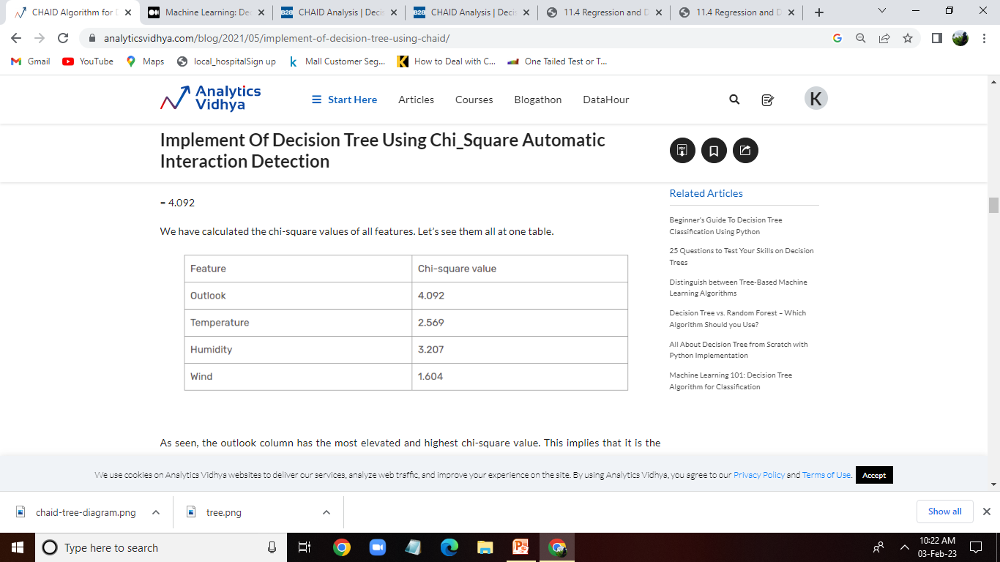 CHAID Algorithm for D
Machine Learning: De
B2B CHAID Analysis | Decis
B2B CHAID Analysis | Decis
11.4 Regression and D
11.4 Regression and D
analyticsvidhya.com/blog/2021/05/implement-of-decision-tree-using-chaid/
Gmail YouTube Maps local_hospitalSign up Mall Customer Seg... How to Deal with C... One Tailed Test or T...
Analytics
Vidhya
Start Here Articles Courses Blogathon DataHour K
Implement Of Decision Tree Using Chi_Square Automatic
Interaction Detection
PDF
= 4.092
We have calculated the chi-square values of all features. Let's see them all at one table.
Feature Chi-square value
Outlook 4.092
Temperature 2.569
Humidity 3.207
Wind 1.604
As seen, the outlook column has the most elevated and highest chi-square value. This implies that it is the
Related Articles
Beginner's Guide To Decision Tree
Classification Using Python
25 Questions to Test Your Skills on Decision
Trees
Distinguish between Tree-Based Machine
Learning Algorithms
Decision Tree vs. Random Forest – Which
Algorithm Should you Use?
All About Decision Tree from Scratch with
Python Implementation
Machine Learning 101: Decision Tree
Algorithm for Classification
We use cookies on Analytics Vidhya websites to deliver our services, analyze web traffic, and improve your experience on the site. By using Analytics Vidhya, you agree to our Privacy Policy and Terms of Use. Accept
chaid-tree-diagram.png tree.png Show all
Type here to search
10:22 AM
03-Feb-23